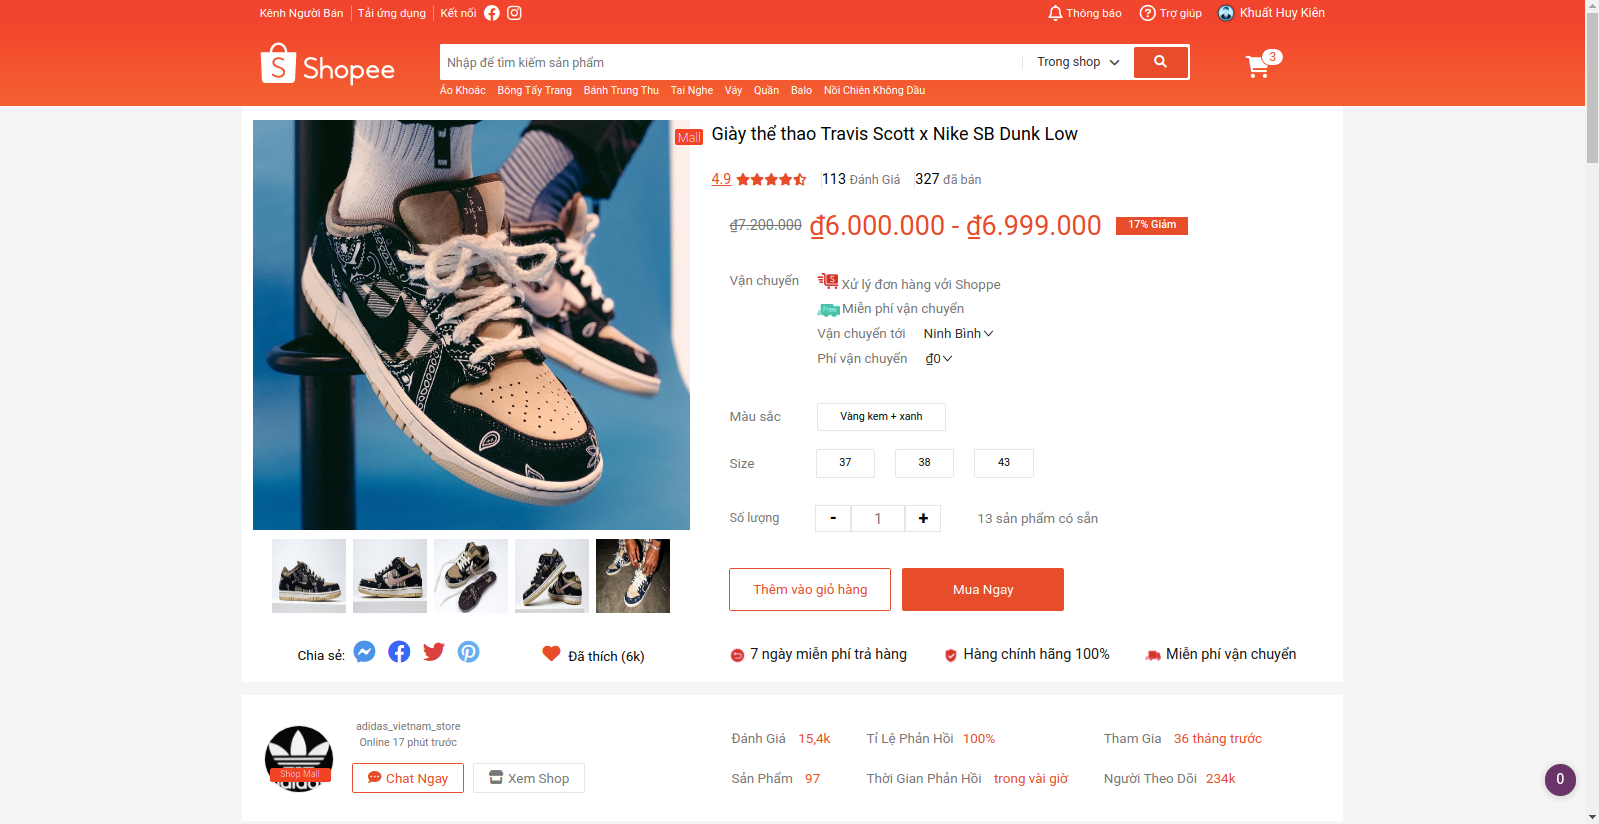 Kênh Người Bán Tải ứng dụng Kết nối Thông báo Trợ giúp Khuất Huy Kiên
Shopee Nhập để tìm kiếm sản phẩm Trong shop 3
Áo Khoác Bông Tẩy Trang Bánh Trung Thu Tai Nghe Váy Quần Balo Nồi Chiên Không Dầu
Mall Giày thể thao Travis Scott x Nike SB Dunk Low
4.9 113 Đánh Giá 327 đã bán
₫7.200.000 ₫6.000.000 - ₫6.999.000 17% Giảm
Vận chuyển Xử lý đơn hàng với Shoppe
Free Miễn phí vận chuyển
Vận chuyển tới Ninh Bình
Phí vận chuyển ₫0
Màu sắc Vàng kem + xanh
Size 37 38 43
Số lượng - 1 + 13 sản phẩm có sẵn
Thêm vào giỏ hàng Mua Ngay
Chia sẻ: Đã thích (6k) 7 ngày miễn phí trả hàng Hàng chính hãng 100% Miễn phí vận chuyển
adidas_vietnam_store
Online 17 phút trước
Shop Mall
adidas
Chat Ngay Xem Shop
Đánh Giá 15,4k Tỉ Lệ Phản Hồi 100% Tham Gia 36 tháng trước
Sản Phẩm 97 Thời Gian Phản Hồi trong vài giờ Người Theo Dõi 234k
0